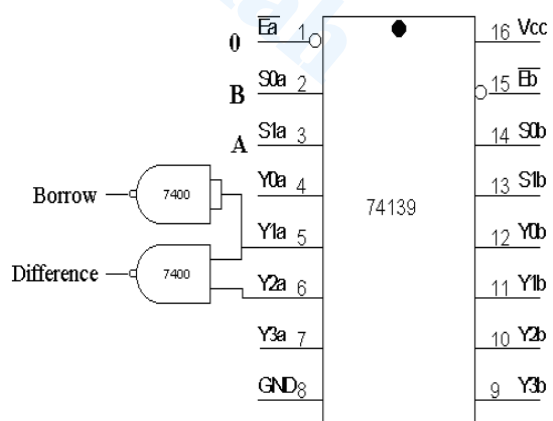 0 Ea 1 16 Vcc
B S0a 2 15 Eb
A S1a 3 14 S0b
Y0a 4 13 S1b
Borrow 7400 74139
Y1a 5 12 Y0b
Difference 7400 Y2a 6 11 Y1b
Y3a 7 10 Y2b
GND 8 9 Y3b